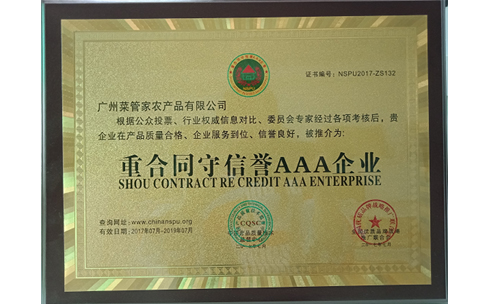 证书编号：NSPU2017-ZS132
广州菜管家农产品有限公司
根据公众投票、行业权威信息对比、委员会专家经过各项考核后，贵
企业在产品质量合格、企业服务到位、信誉良好，被推介为：
重合同守信誉AAA企业
SHOU CONTRACT RE CREDIT AAA ENTERPRISE
查询网址：www.chinanspu.org
有效日期：2017年07月-2019年07月
CQSC